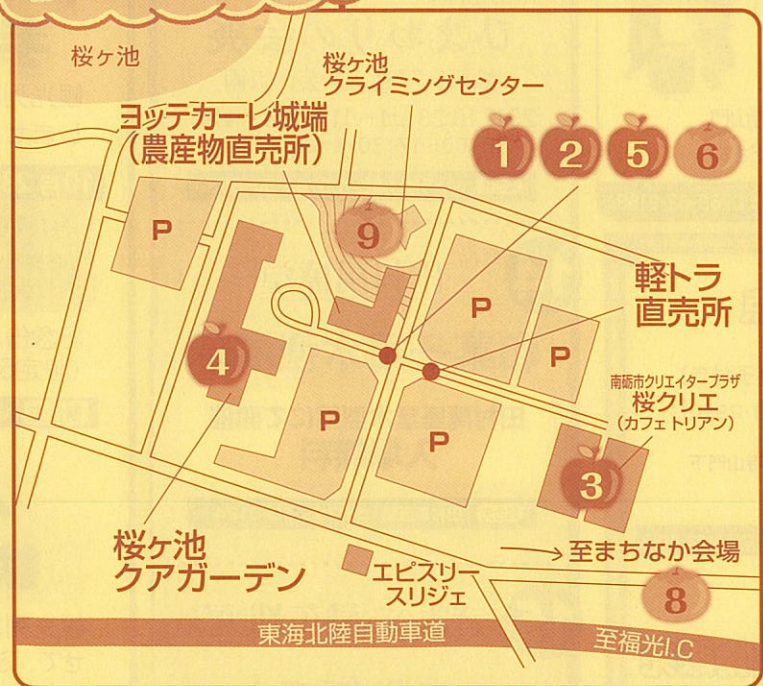 桜ヶ池
桜ヶ池
クライミングセンター
ヨッテカーレ城端
(農産物直売所)
1 2 5 6
P
9
P
軽トラ
直売所
P
4
南砺市クリエイタープラザ
桜クリエ
(カフェトリアン)
P
P
3
桜ヶ池
クアガーデン
エピスリー
スリジェ
→至まちなか会場
8
東海北陸自動車道
至福光I.C